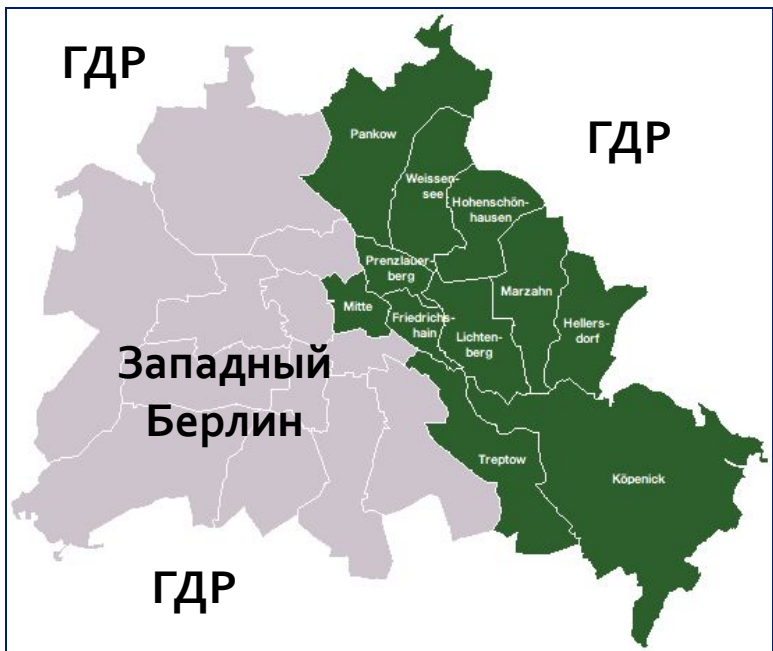 ГДР
ГДР
Pankow
Weissen-
see
Hohenschön-
hausen
Prenzlauer-
berg
Marzahn
Mitte
Friedrichs-
hain
Lichten-
berg
Hellers-
dorf
Западный
Берлин
Treptow
Köpenick
ГДР